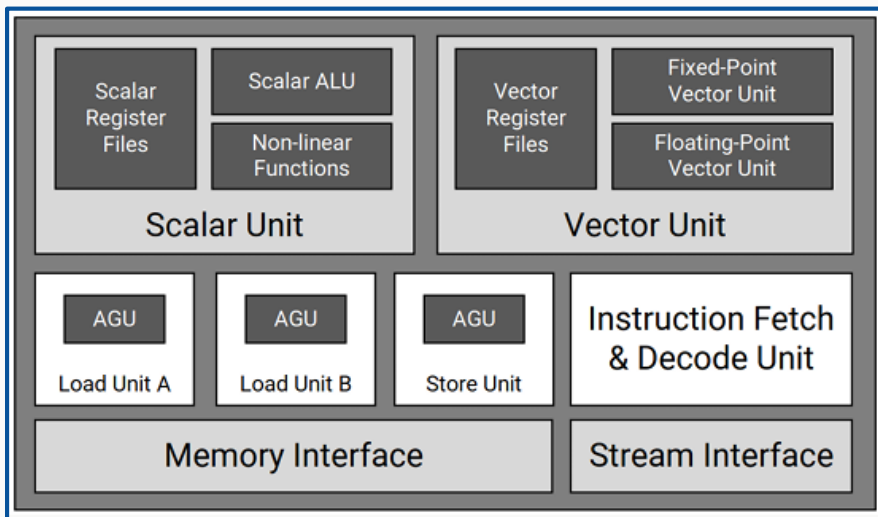 Scalar
Register
Files
Scalar ALU
Non-linear
Functions
Scalar Unit
Vector
Register
Files
Fixed-Point
Vector Unit
Floating-Point
Vector Unit
Vector Unit
AGU
Load Unit A
AGU
Load Unit B
AGU
Store Unit
Instruction Fetch
& Decode Unit
Memory Interface
Stream Interface